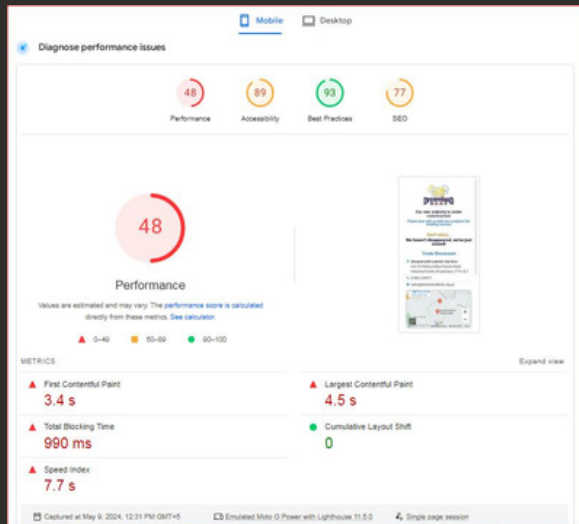 Mobile
Desktop
Diagnose performance issues
48
89
93
77
Performance
Accessibility
Best Practices
SEO
48
Performance
Values are estimated and may vary. The performance score is calculated
directly from these metrics. See calculator.
0–49
50–89
90–100
Our new website is under
construction
We haven't disappeared, we've just
METRICS
Expand view
First Contentful Paint
3.4 s
Largest Contentful Paint
4.5 s
Total Blocking Time
990 ms
Cumulative Layout Shift
0
Speed Index
7.7 s
Captured at May 9, 2024, 12:31 PM GMT+5
Emulated Moto G Power with Lighthouse 11.5.0
Single page session